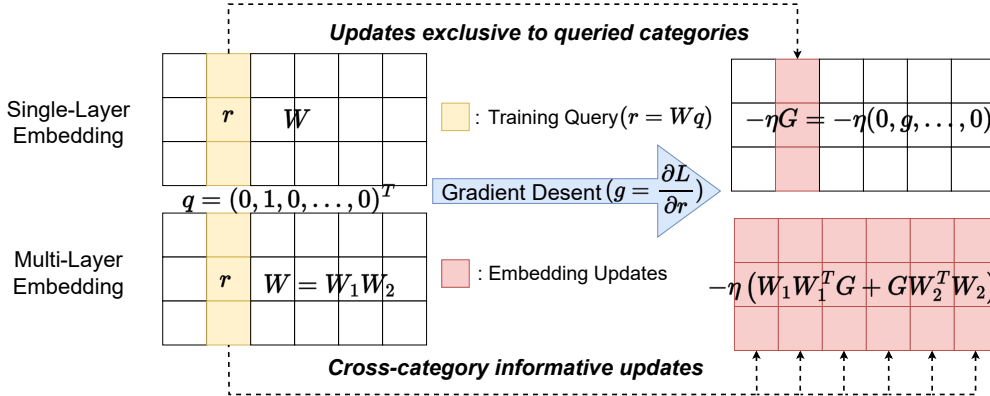 Updates exclusive to queried categories
Single-Layer
Embedding
r
W
: Training Query(r = Wq)
−ηG = −η(0, g, . . . , 0)
q = (0, 1, 0, . . . , 0)^T
Gradient Desent(g = ∂L/∂r)
Multi-Layer
Embedding
r
W = W_1W_2
: Embedding Updates
−η (W_1W_1^T G + GW_2^T W_2)
Cross-category informative updates